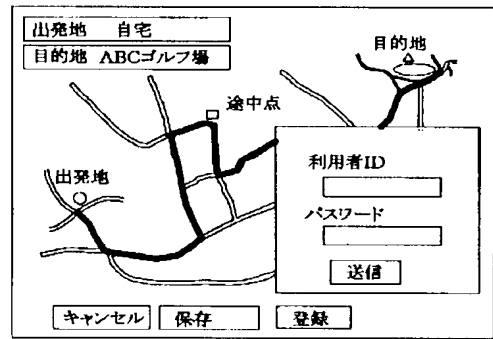 出発地 自宅
目的地 ABCゴルフ場
目的地
途中点
出発地
利用者ID
パスワード
送信
キャンセル
保存
登録